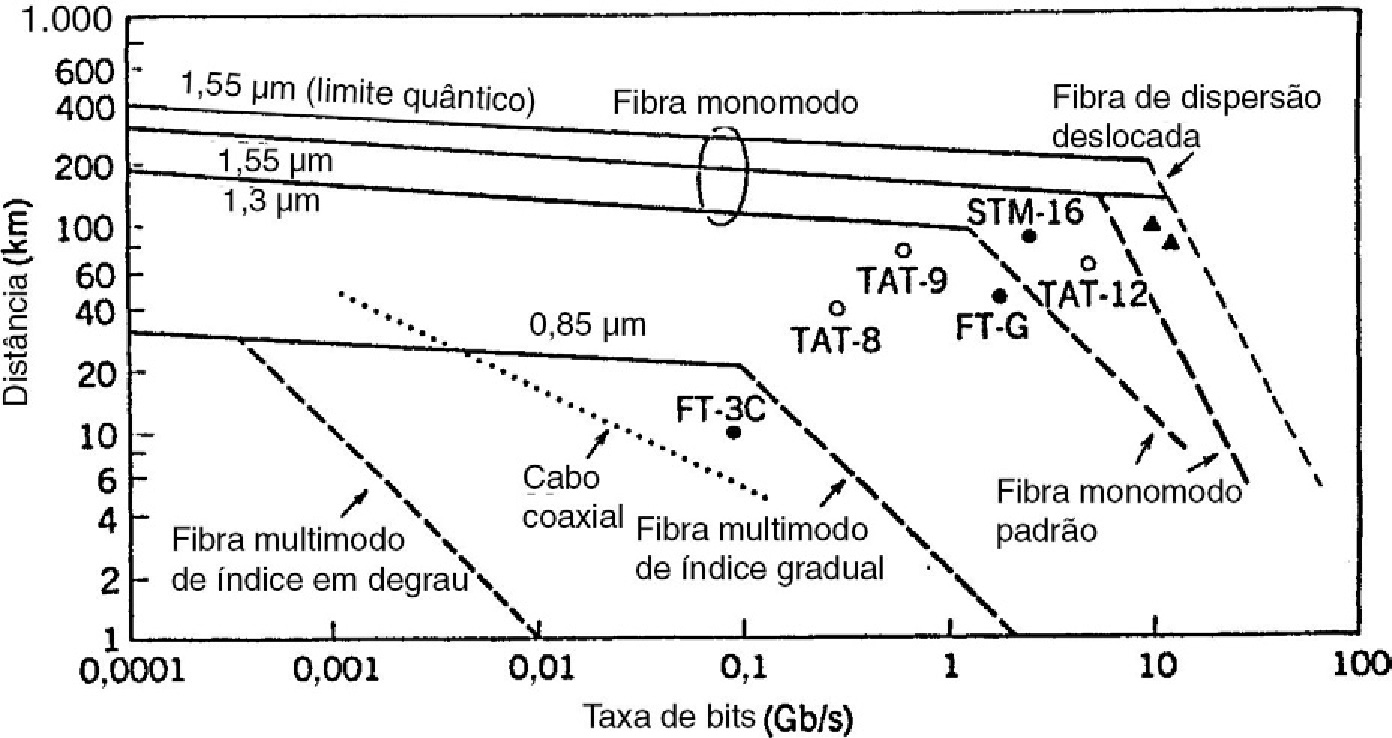 1.000
600
400
200
100
60
40
20
10
6
4
2
1
Distância (km)
1,55 µm (limite quântico)
1,55 µm
1,3 µm
Fibra monomodo
Fibra de dispersão
deslocada
STM-16
TAT-9
TAT-12
TAT-8
FT-G
0,85 µm
FT-3C
Cabo
coaxial
Fibra multimodo
de índice em degrau
Fibra multimodo
de índice gradual
Fibra monomodo
padrão
0,0001
0,001
0,01
0,1
1
10
100
Taxa de bits (Gb/s)